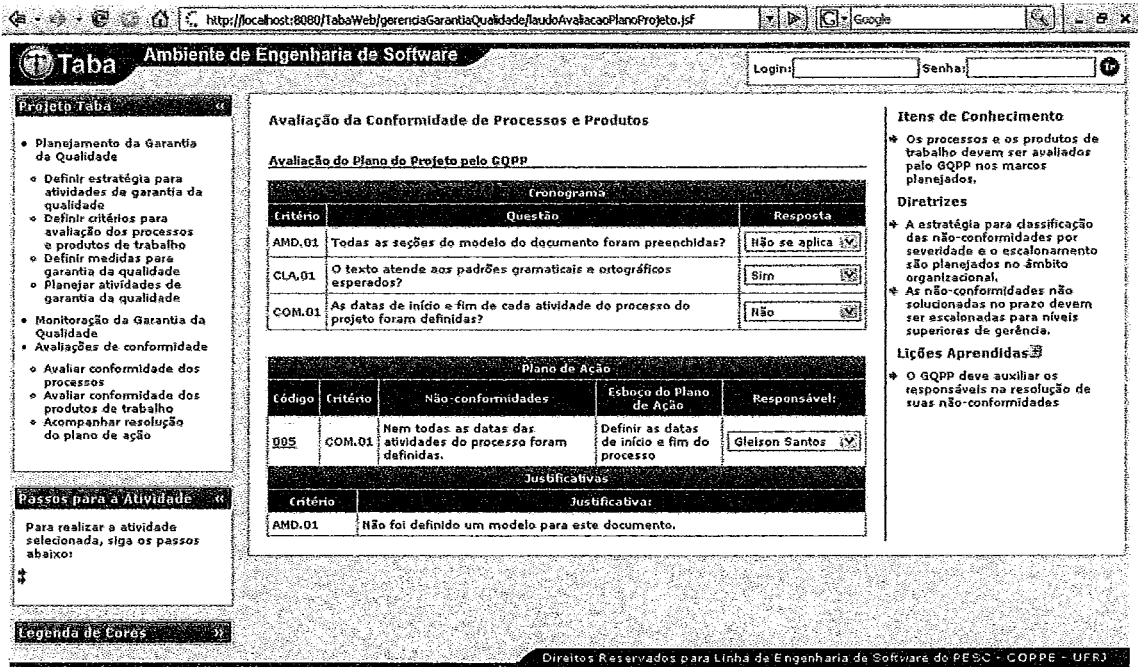 http://localhost:8080/TabaWeb/gerenciaGarantiaQualidade/laudoAvaliacaoPlanoProjeto.jsf
Google
Taba
Ambiente de Engenharia de Software
Login:
Senha:
Projeto Taba
Planejamento da Garantia
da Qualidade
Definir estratégia para
atividades de garantia da
qualidade
Definir critérios para
avaliação dos processos
e produtos de trabalho
Definir medidas para
garantia da qualidade
Planejar atividades de
garantia da qualidade
Monitoração da Garantia da
Qualidade
Avaliações de conformidade
Avaliar conformidade dos
processos
Avaliar conformidade dos
produtos de trabalho
Acompanhar resolução
do plano de ação
Passos para a Atividade
Para realizar a atividade
selecionada, siga os passos
abaixo:
Legenda de Cores
Avaliação da Conformidade de Processos e Produtos
Avaliação do Plano do Projeto pelo GQPP
Cronograma
Critério Questão Resposta
AMD.01 Todas as seções do modelo do documento foram preenchidas? Não se aplica
CLA.01 O texto atende aos padrões gramaticais e ortográficos
esperados? Sim
COM.01 As datas de início e fim de cada atividade do processo do
projeto foram definidas? Não
Plano de Ação
Código Critério Não-conformidades Esboço do Plano
de Ação Responsável:
005 COM.01 Nem todas as datas das
atividades do processo foram
definidas. Definir as datas
de início e fim do
processo Gleison Santos
Justificativas
Critério Justificativa:
AMD.01 Não foi definido um modelo para este documento.
Itens de Conhecimento
Os processos e os produtos de
trabalho devem ser avaliados
pelo GQPP nos marcos
planejados.
Diretrizes
A estratégia para classificação
das não-conformidades por
severidade e o escalonamento
são planejados no âmbito
organizacional.
As não-conformidades não
solucionadas no prazo devem
ser escalonadas para níveis
superiores de gerência.
Lições Aprendidas
O GQPP deve auxiliar os
responsáveis na resolução de
suas não-conformidades
Direitos Reservados para Linha de Engenharia de Software do PESC - COPPE - UFRJ